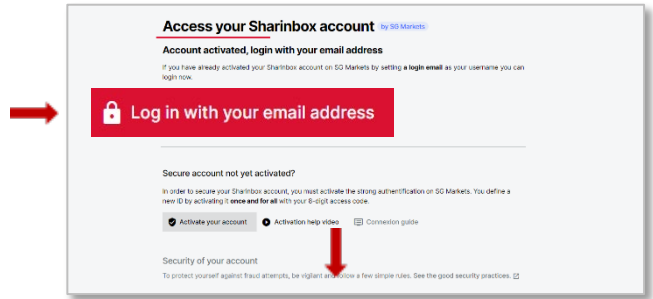 Access your Sharinbox account by SG Markets
Account activated, login with your email address
If you have already activated your Sharinbox account on SG Markets by setting a login email as your username you can
login now.
Log in with your email address
Secure account not yet activated?
In order to secure your Sharinbox account, you must activate the strong authentification on SG Markets. You define a
new ID by activating it once and for all with your 8-digit access code.
Activate your account Activation help video Connexion guide
Security of your account
To protect yourself against fraud attempts, be vigilant and follow a few simple rules. See the good security practices.